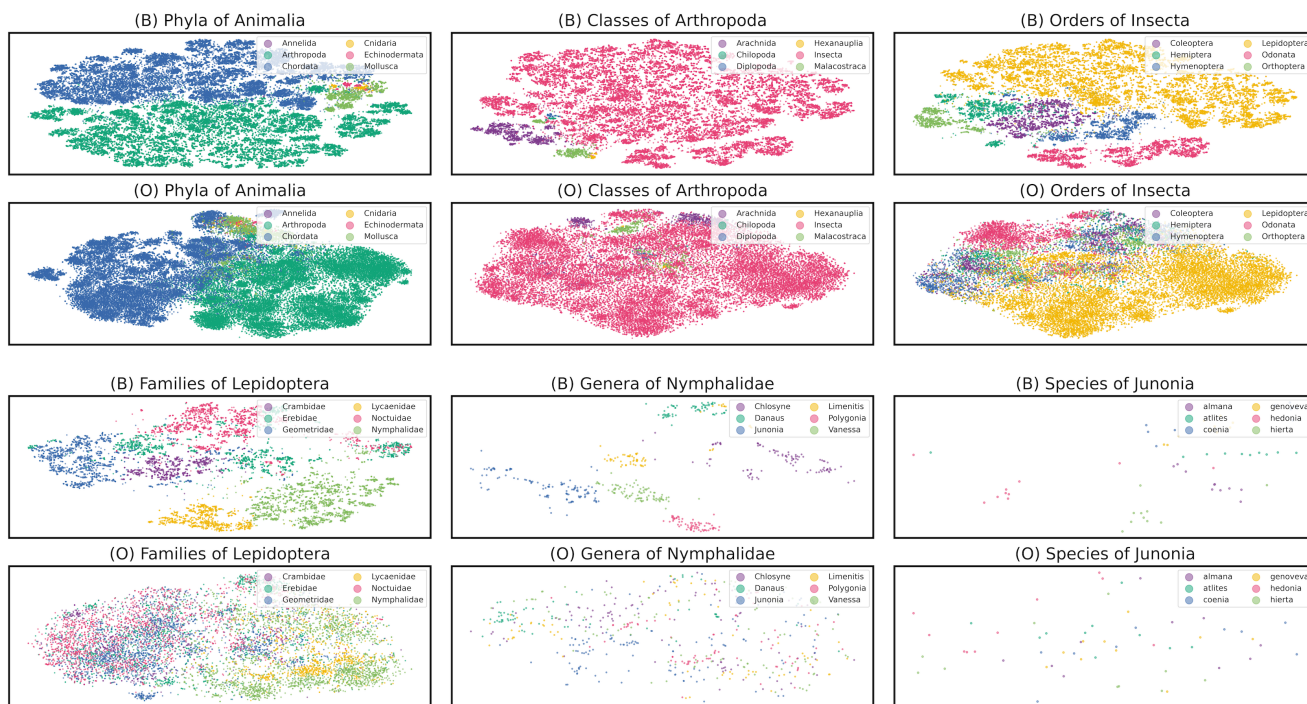 (B) Phyla of Animalia
Annelida
Arthropoda
Chordata
Cnidaria
Echinodermata
Mollusca
(B) Classes of Arthropoda
Arachnida
Chilopoda
Diplopoda
Hexanauplia
Insecta
Malacostraca
(B) Orders of Insecta
Coleoptera
Hemiptera
Hymenoptera
Lepidoptera
Odonata
Orthoptera
(O) Phyla of Animalia
Annelida
Arthropoda
Chordata
Cnidaria
Echinodermata
Mollusca
(O) Classes of Arthropoda
Arachnida
Chilopoda
Diplopoda
Hexanauplia
Insecta
Malacostraca
(O) Orders of Insecta
Coleoptera
Hemiptera
Hymenoptera
Lepidoptera
Odonata
Orthoptera
(B) Families of Lepidoptera
Crambidae
Erebidae
Geometridae
Lycaenidae
Noctuidae
Nymphalidae
(B) Genera of Nymphalidae
Chlosyne
Danaus
Junonia
Limenitis
Polygonia
Vanessa
(B) Species of Junonia
almana
atlites
coenia
genoveva
hedonia
hierta
(O) Families of Lepidoptera
Crambidae
Erebidae
Geometridae
Lycaenidae
Noctuidae
Nymphalidae
(O) Genera of Nymphalidae
Chlosyne
Danaus
Junonia
Limenitis
Polygonia
Vanessa
(O) Species of Junonia
almana
atlites
coenia
genoveva
hedonia
hierta